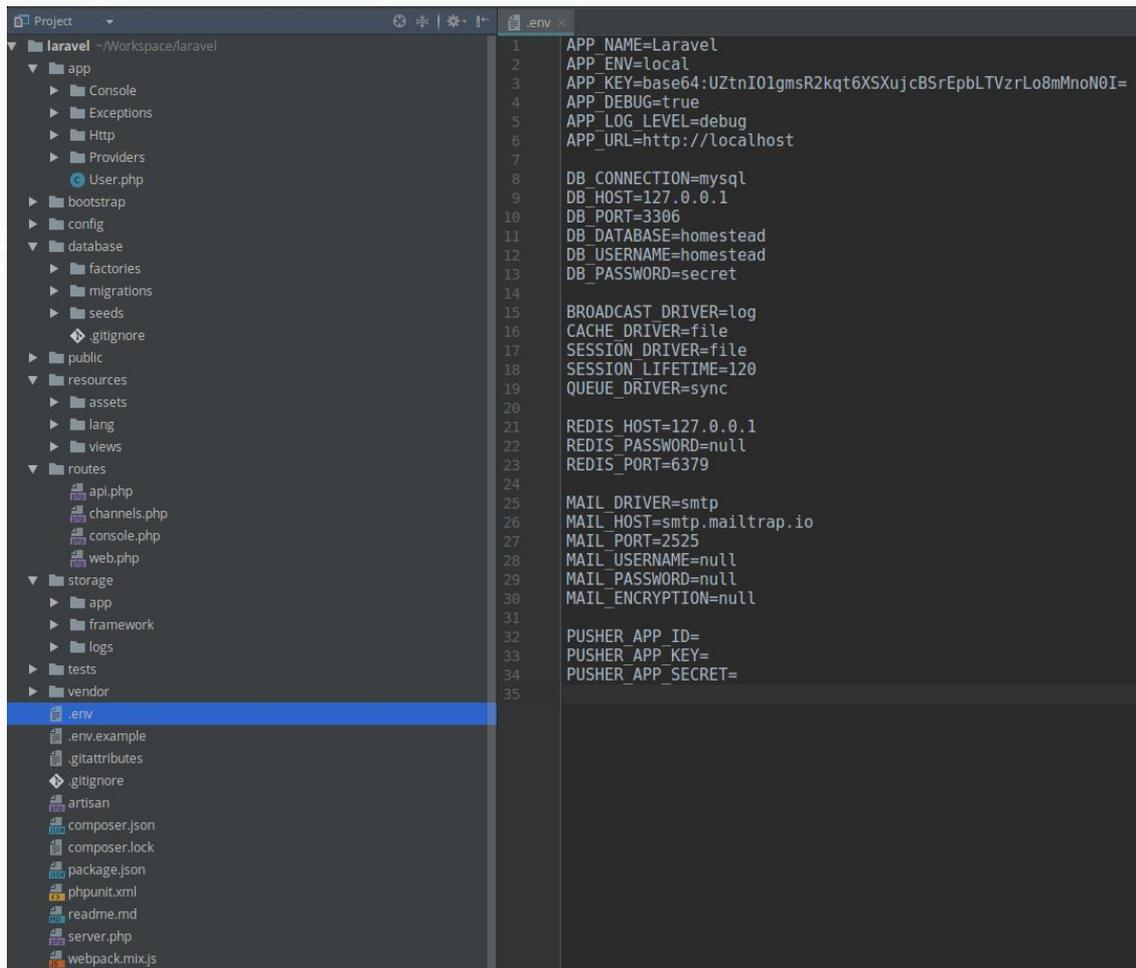 Project
laravel ~/Workspace/laravel
app
Console
Exceptions
Http
Providers
User.php
bootstrap
config
database
factories
migrations
seeds
.gitignore
public
resources
assets
lang
views
routes
api.php
channels.php
console.php
web.php
storage
app
framework
logs
tests
vendor
.env
.env.example
.gitattributes
.gitignore
artisan
composer.json
composer.lock
package.json
phpunit.xml
readme.md
server.php
webpack.mix.js
.env
1 APP_NAME=Laravel
2 APP_ENV=local
3 APP_KEY=base64:UZtnIO1gmsR2kqt6XSXujcBSrEpbLTVzrLo8mMnoN0I=
4 APP_DEBUG=true
5 APP_LOG_LEVEL=debug
6 APP_URL=http://localhost
7
8 DB_CONNECTION=mysql
9 DB_HOST=127.0.0.1
10 DB_PORT=3306
11 DB_DATABASE=homestead
12 DB_USERNAME=homestead
13 DB_PASSWORD=secret
14
15 BROADCAST_DRIVER=log
16 CACHE_DRIVER=file
17 SESSION_DRIVER=file
18 SESSION_LIFETIME=120
19 QUEUE_DRIVER=sync
20
21 REDIS_HOST=127.0.0.1
22 REDIS_PASSWORD=null
23 REDIS_PORT=6379
24
25 MAIL_DRIVER=smtp
26 MAIL_HOST=smtp.mailtrap.io
27 MAIL_PORT=2525
28 MAIL_USERNAME=null
29 MAIL_PASSWORD=null
30 MAIL_ENCRYPTION=null
31
32 PUSHER_APP_ID=
33 PUSHER_APP_KEY=
34 PUSHER_APP_SECRET=
35